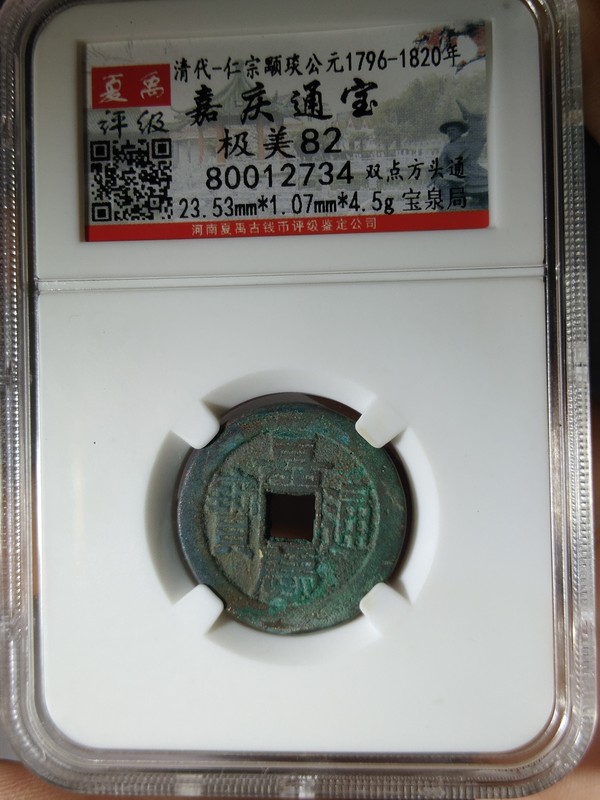 清代-仁宗顒琰公元1796-1820年
夏禹
评级
嘉庆通宝
极美82
80012734 双点方头通
23.53mm*1.07mm*4.5g 宝泉局
河南夏禹古钱币评级鉴定公司
嘉
通
寶